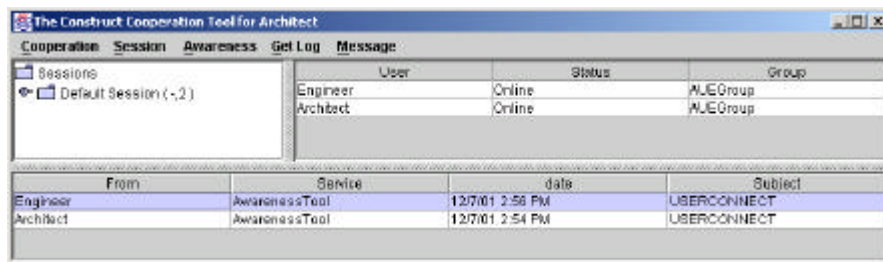 The Construct Cooperation Tool for Architect
Cooperation Session Awareness Get Log Message
Sessions
Default Session (-,2)
User Status Group
Engineer Online AUEGroup
Architect Online AUEGroup
From Service date Subject
Engineer AwarenessTool 12/7/01 2:56 PM USERCONNECT
Architect AwarenessTool 12/7/01 2:54 PM USERCONNECT